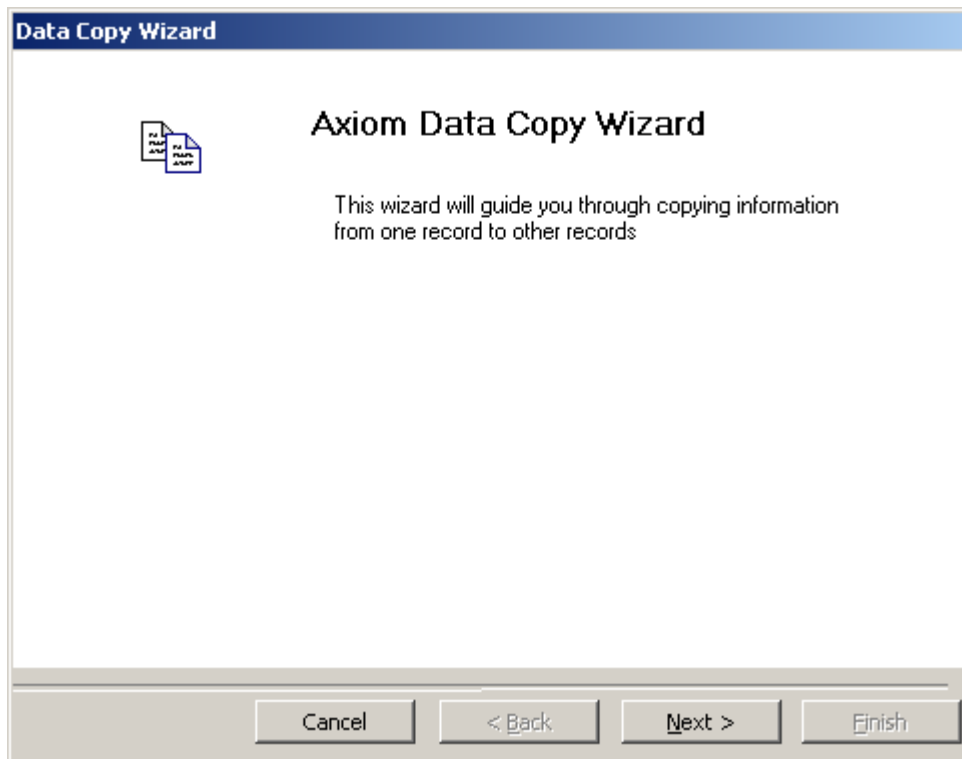 Data Copy Wizard
Axiom Data Copy Wizard
This wizard will guide you through copying information
from one record to other records
Cancel
< Back
Next >
Finish